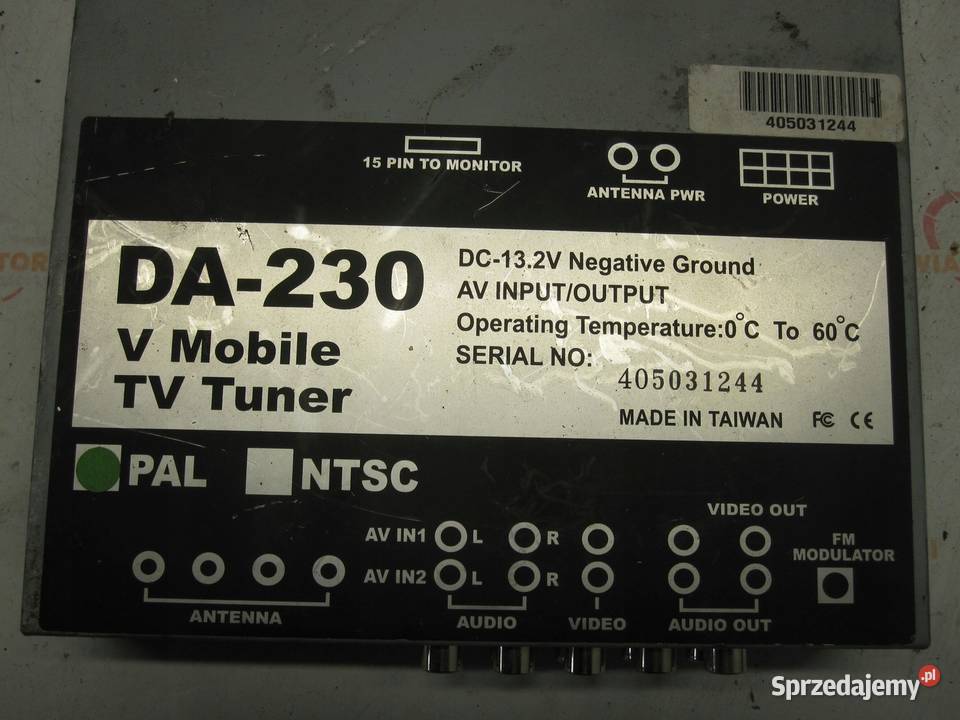 405031244
15 PIN TO MONITOR
ANTENNA PWR
POWER
DA-230
V Mobile
TV Tuner
DC-13.2V Negative Ground
AV INPUT/OUTPUT
Operating Temperature:0°C To 60°C
SERIAL NO:
405031244
MADE IN TAIWAN FC CE
PAL NTSC
VIDEO OUT
AV IN1 L R
AV IN2 L R
FM
MODULATOR
ANTENNA
AUDIO
VIDEO
AUDIO OUT
Sprzedajemy.pl